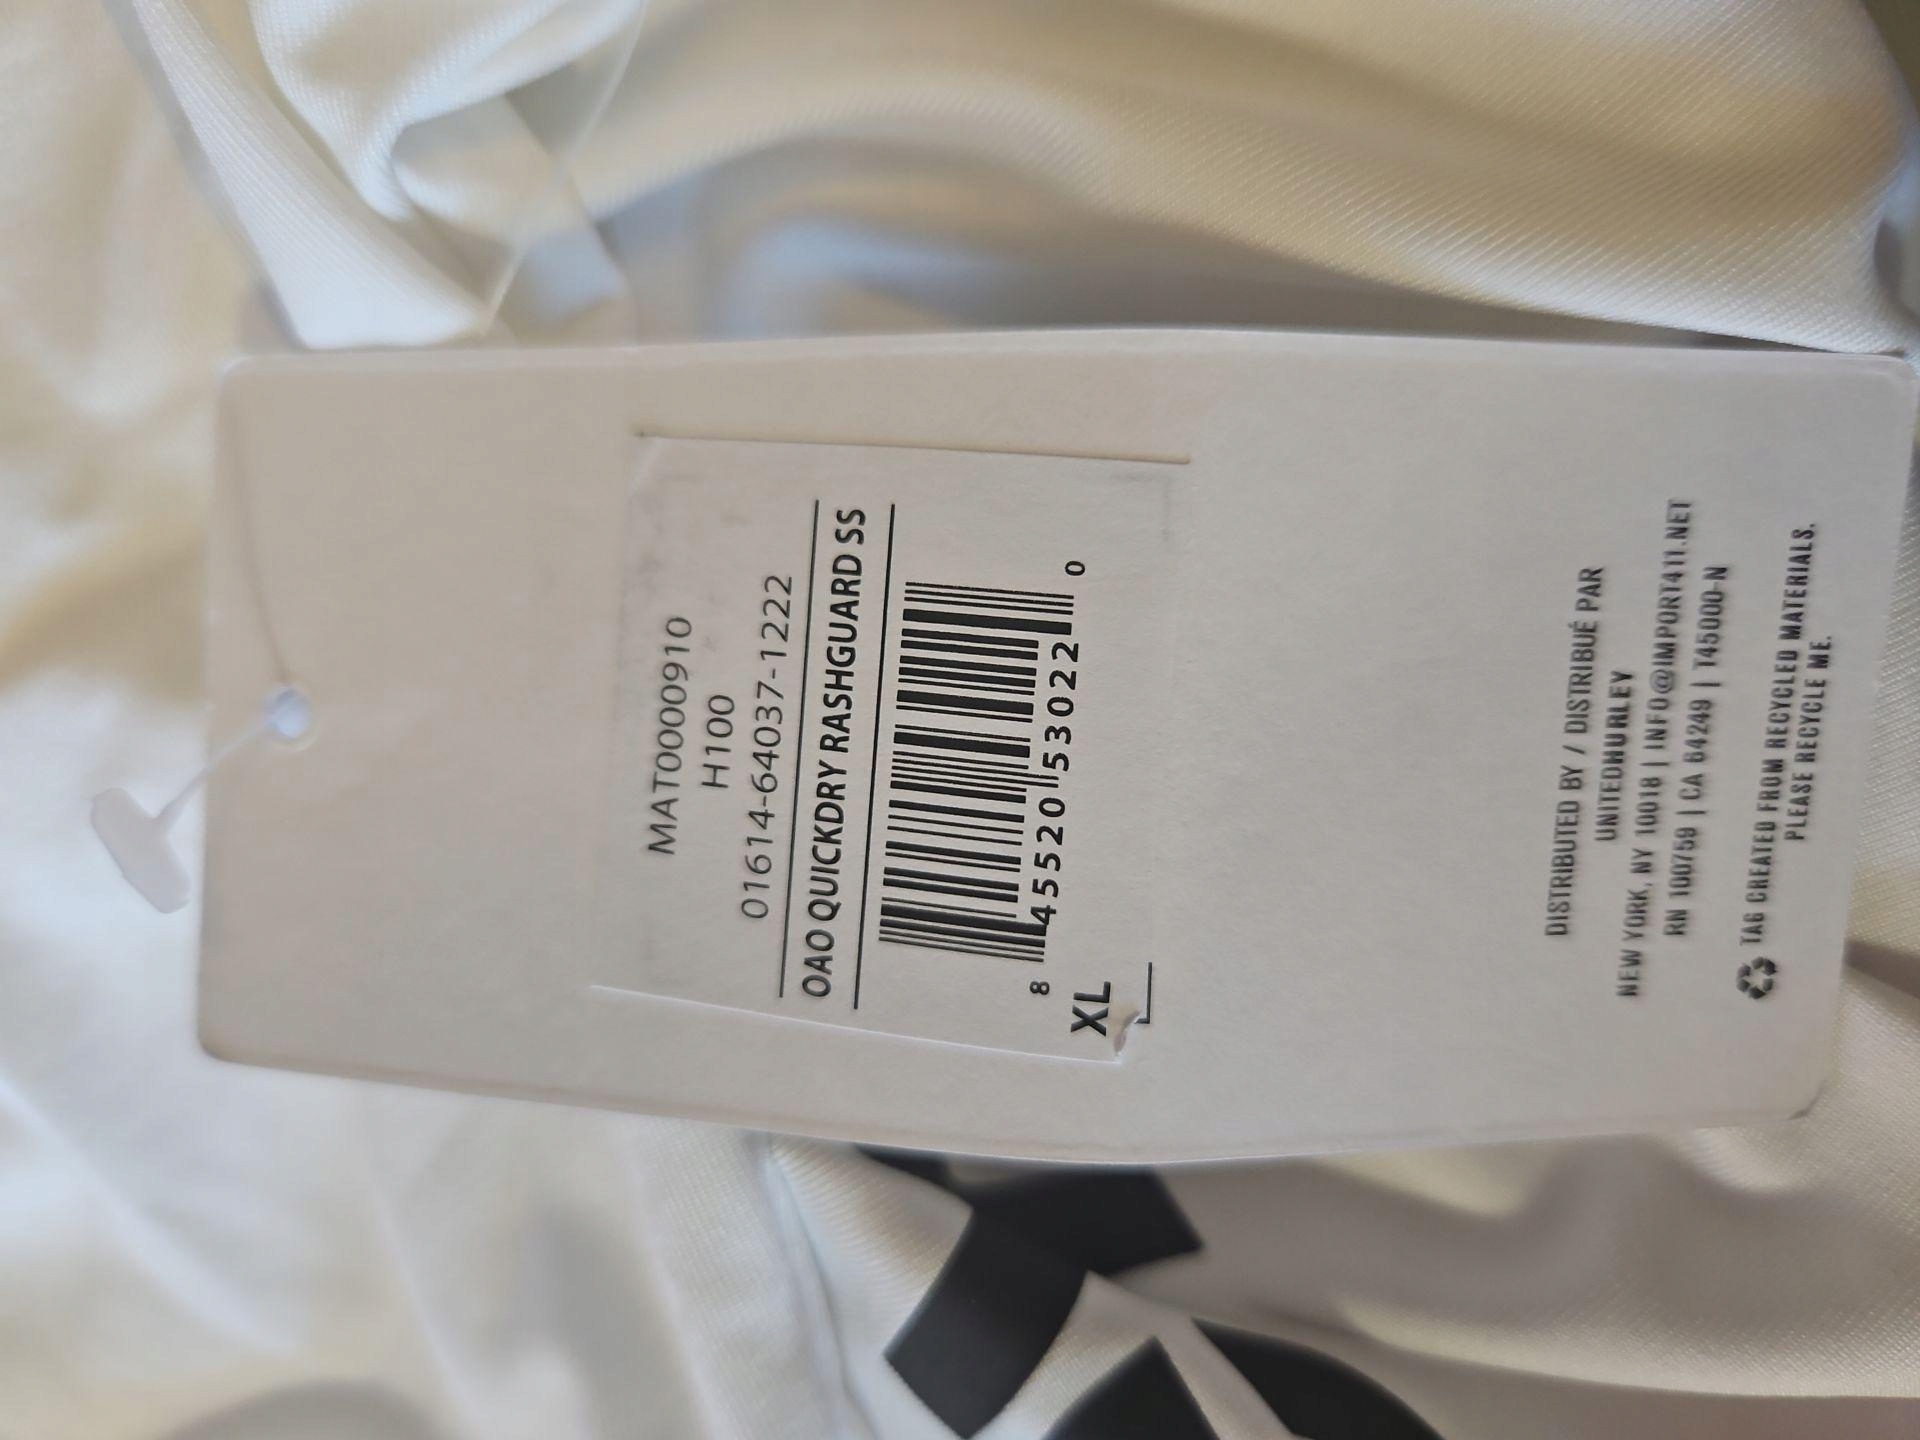 MAT0000910
H100
01614-64037-1222
OAO QUICKDRY RASHGUARD SS
8 45520 53022 0
XL
DISTRIBUTED BY / DISTRIBUÉ PAR
UNITEDHURLEY
NEW YORK, NY 10018 | INFO@IMPORT411.NET
RN 100759 | CA 64249 | T45000-N
TAG CREATED FROM RECYCLED MATERIALS.
PLEASE RECYCLE ME.